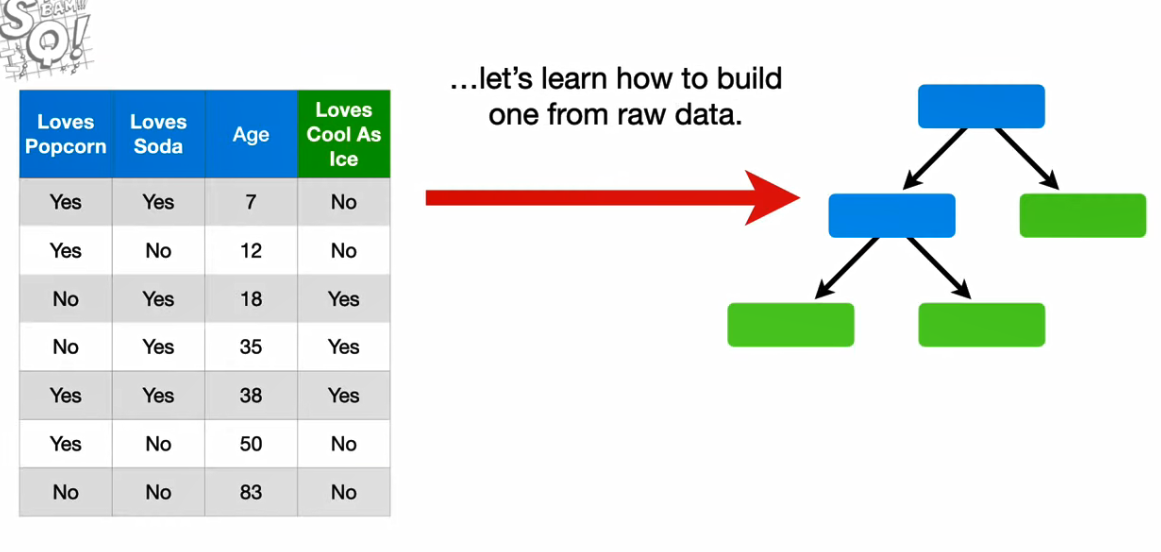 BAM!!
…let's learn how to build
one from raw data.
Loves Popcorn Loves Soda Age Loves Cool As Ice
Yes Yes 7 No
Yes No 12 No
No Yes 18 Yes
No Yes 35 Yes
Yes Yes 38 Yes
Yes No 50 No
No No 83 No